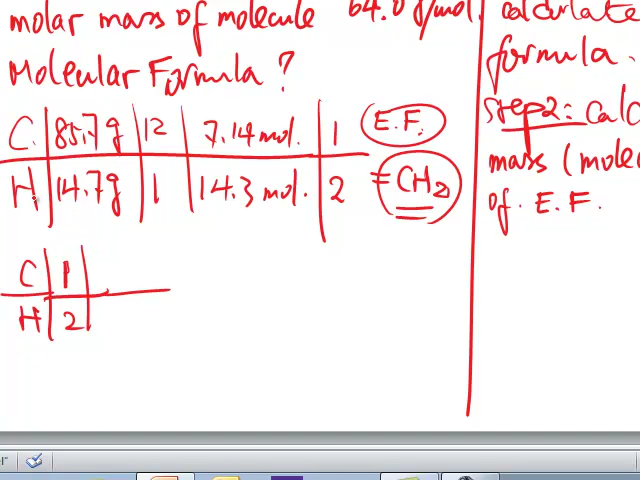 molar mass of molecule 64.0 g/mol.
Molecular Formula ?
C. 85.7g 12 7.14 mol. 1 E.F.
H 14.7g 1 14.3 mol. 2 = CH2
C 1
H 2
calculate
formula.
Step2: Calc
mass (mole
of. E.F.